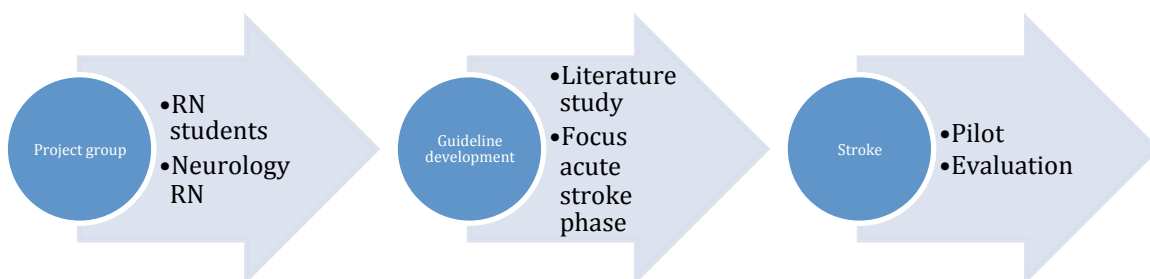 Project group
•RN
students
•Neurology
RN
Guideline
development
•Literature
study
•Focus
acute
stroke
phase
Stroke
•Pilot
•Evaluation